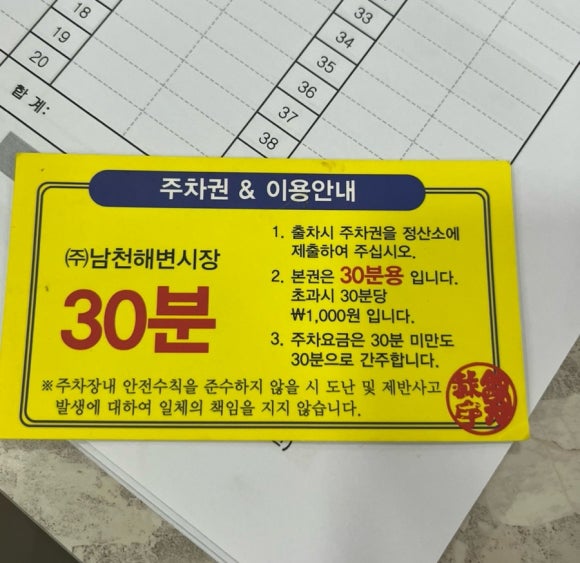 18
19
20
합 계:
33
34
35
36
37
38
주차권 & 이용안내
㈜남천해변시장
30분
1. 출차시 주차권을 정산소에
제출하여 주십시오.
2. 본권은 30분용 입니다.
초과시 30분당
₩1,000원 입니다.
3. 주차요금은 30분 미만도
30분으로 간주합니다.
※주차장내 안전수칙을 준수하지 않을 시 도난 및 제반사고
발생에 대하여 일체의 책임을 지지 않습니다.